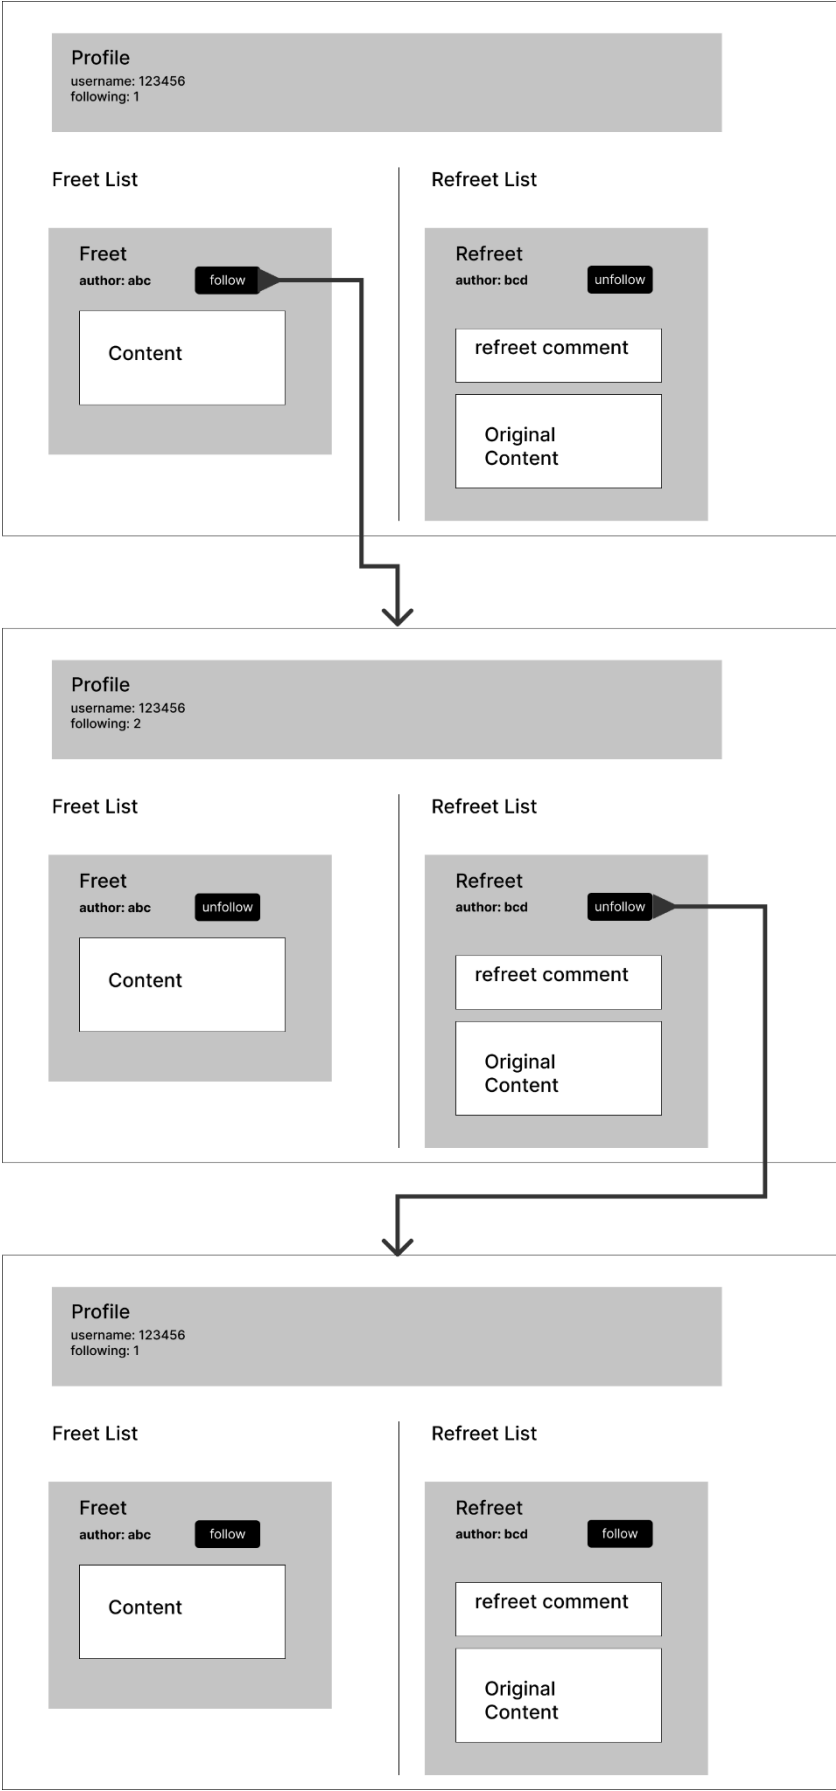 Profile
username: 123456
following: 1
Freet List
Refreet List
Freet
author: abc
follow
Content
Refreet
author: bcd
unfollow
refreet comment
Original
Content
Profile
username: 123456
following: 2
Freet List
Refreet List
Freet
author: abc
unfollow
Content
Refreet
author: bcd
unfollow
refreet comment
Original
Content
Profile
username: 123456
following: 1
Freet List
Refreet List
Freet
author: abc
follow
Content
Refreet
author: bcd
follow
refreet comment
Original
Content